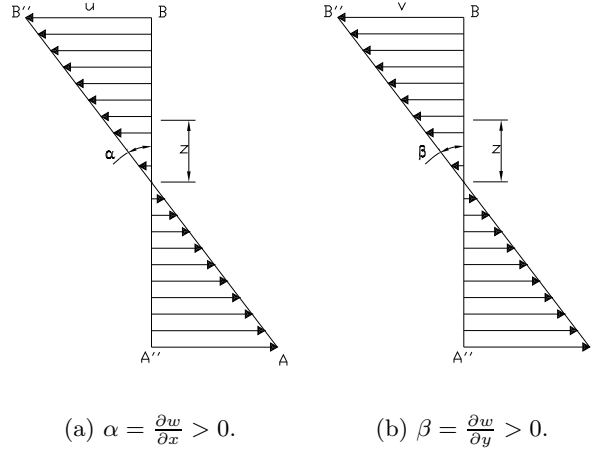 B′′ u B
B′′ v B
α z
β z
A′′ A
A′′
(a) α = ∂w/∂x > 0.
(b) β = ∂w/∂y > 0.